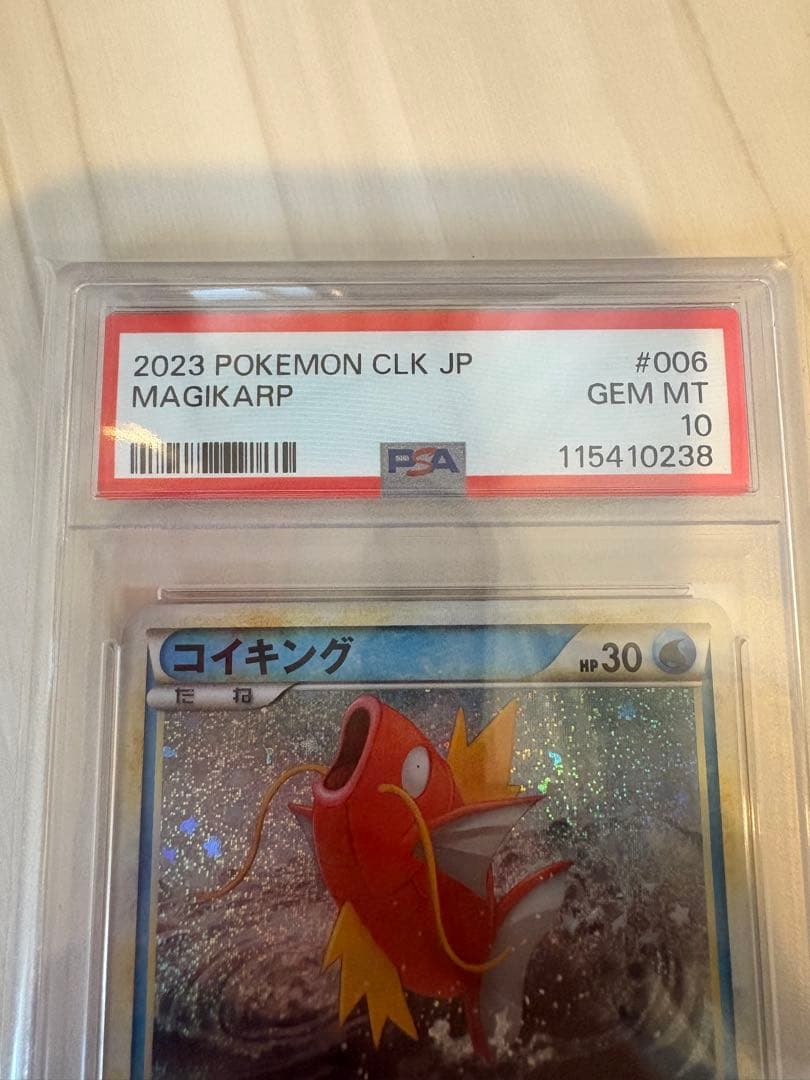 2023 POKEMON CLK JP #006
MAGIKARP GEM MT
10
PSA 115410238
コイキング HP30
たね